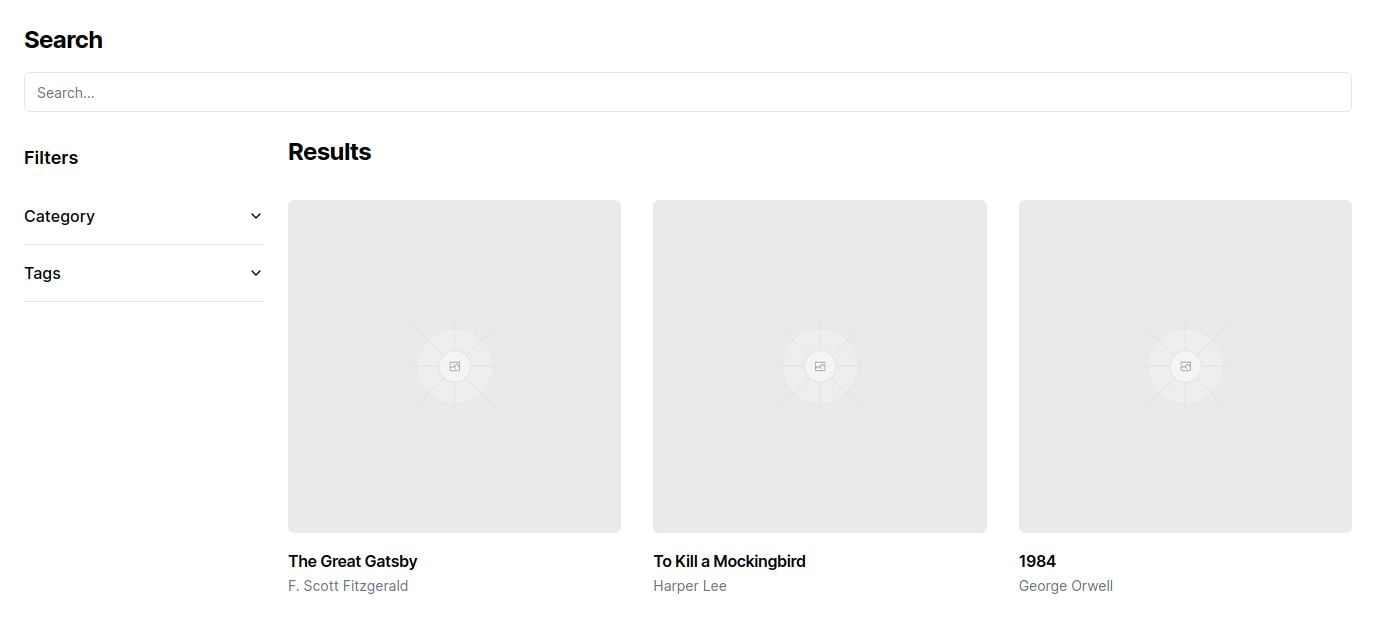 Search
Search...
Filters
Category
Tags
Results
The Great Gatsby
F. Scott Fitzgerald
To Kill a Mockingbird
Harper Lee
1984
George Orwell